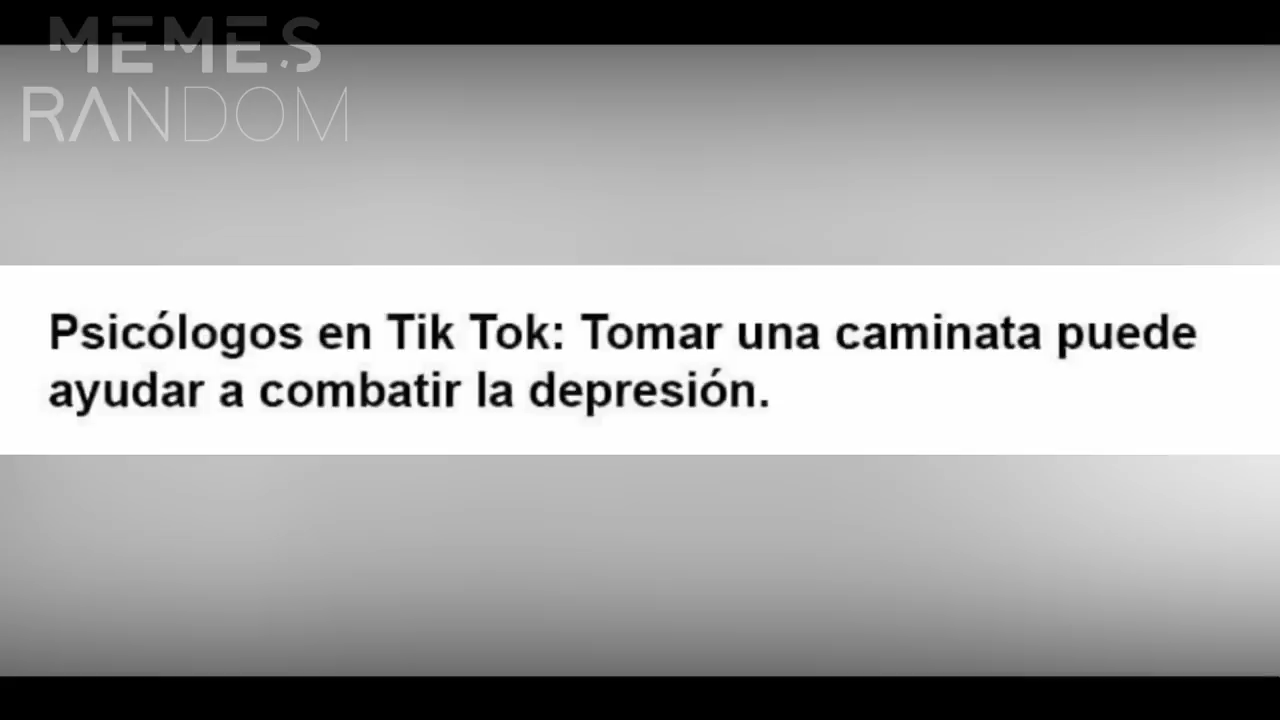 MEMES
RANDOM
Psicólogos en Tik Tok: Tomar una caminata puede
ayudar a combatir la depresión.